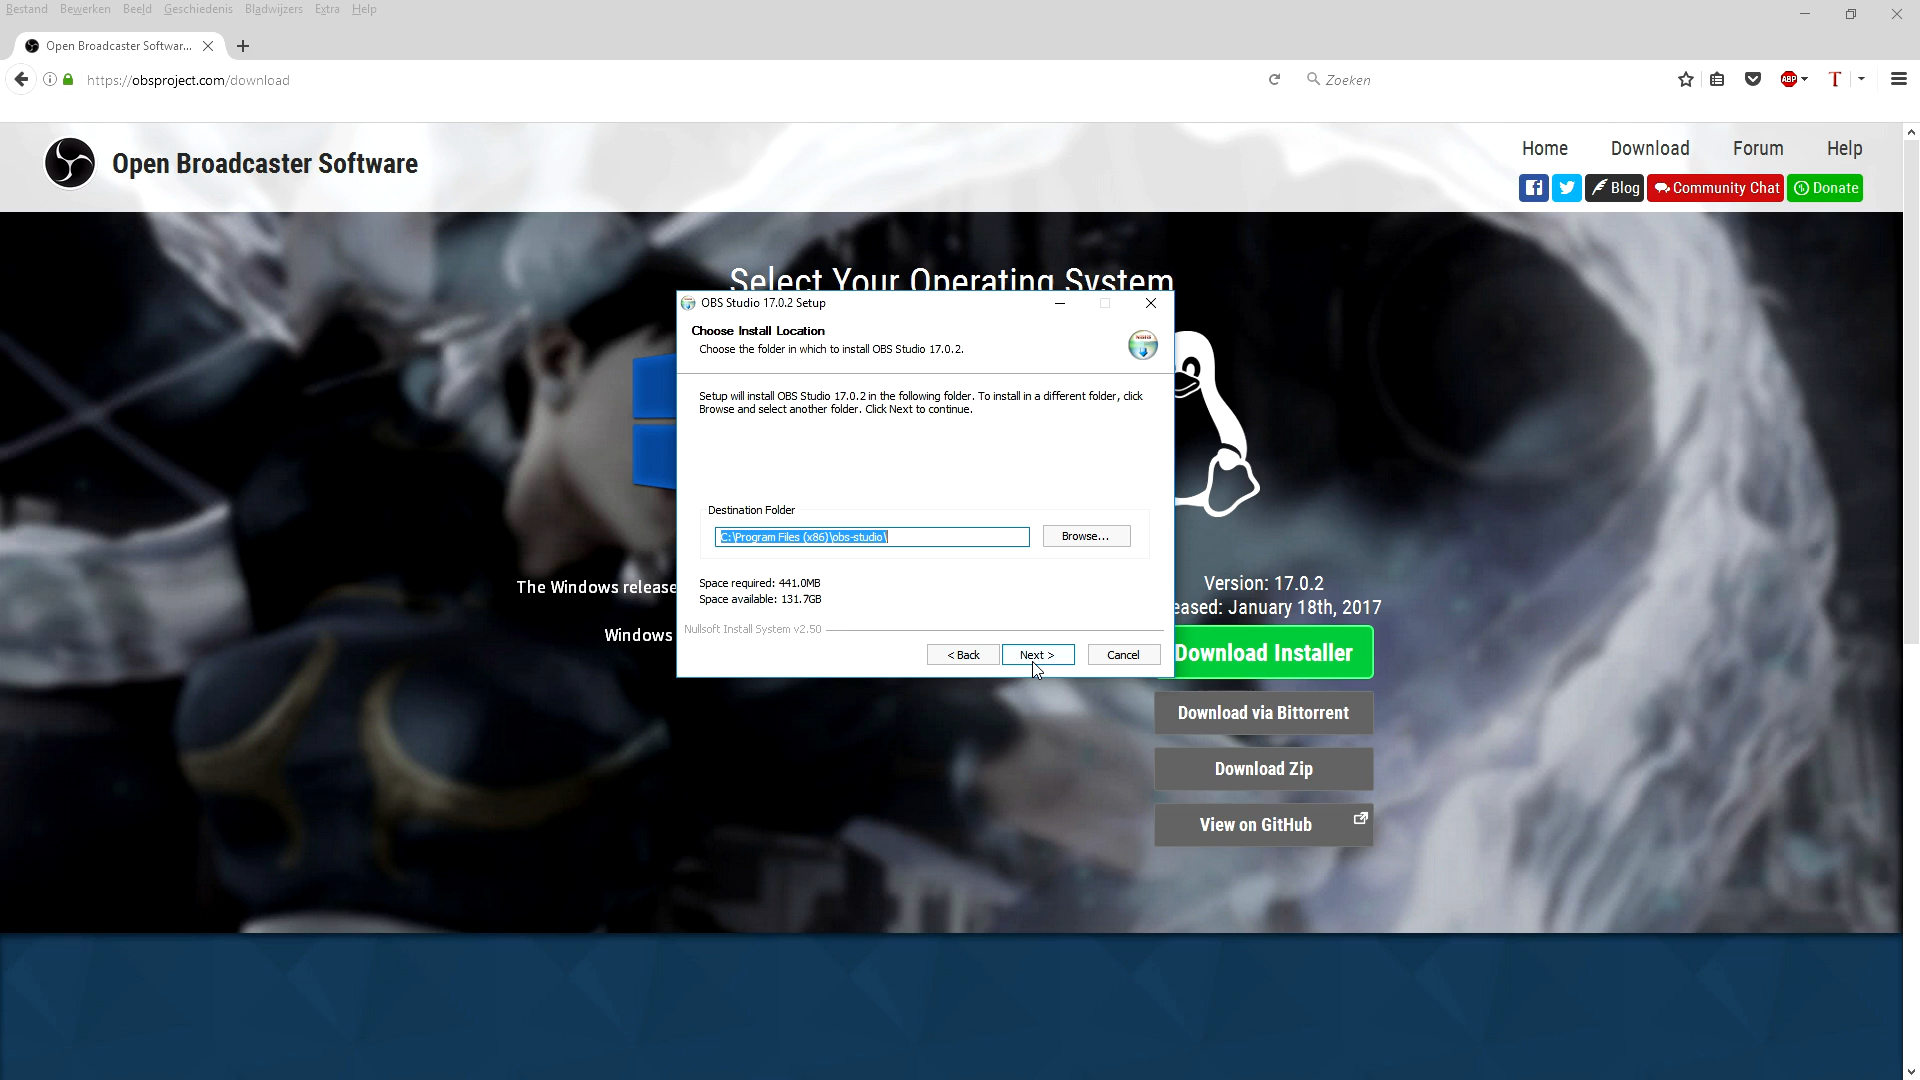 Bestand Bewerken Beeld Geschiedenis Bladwijzers Extra Help
Open Broadcaster Softwar...
https://obsproject.com/download
Zoeken
ABP
T
Open Broadcaster Software
Home Download Forum Help
Blog Community Chat Donate
Select Your Operating System
OBS Studio 17.0.2 Setup
Choose Install Location
Choose the folder in which to install OBS Studio 17.0.2.
Setup will install OBS Studio 17.0.2 in the following folder. To install in a different folder, click
Browse and select another folder. Click Next to continue.
Destination Folder
C:\Program Files (x86)\obs-studio\
Browse...
Space required: 441.0MB
Space available: 131.7GB
Nullsoft Install System v2.50
< Back Next > Cancel
The Windows release
Windows
Version: 17.0.2
eased: January 18th, 2017
Download Installer
Download via Bittorrent
Download Zip
View on GitHub